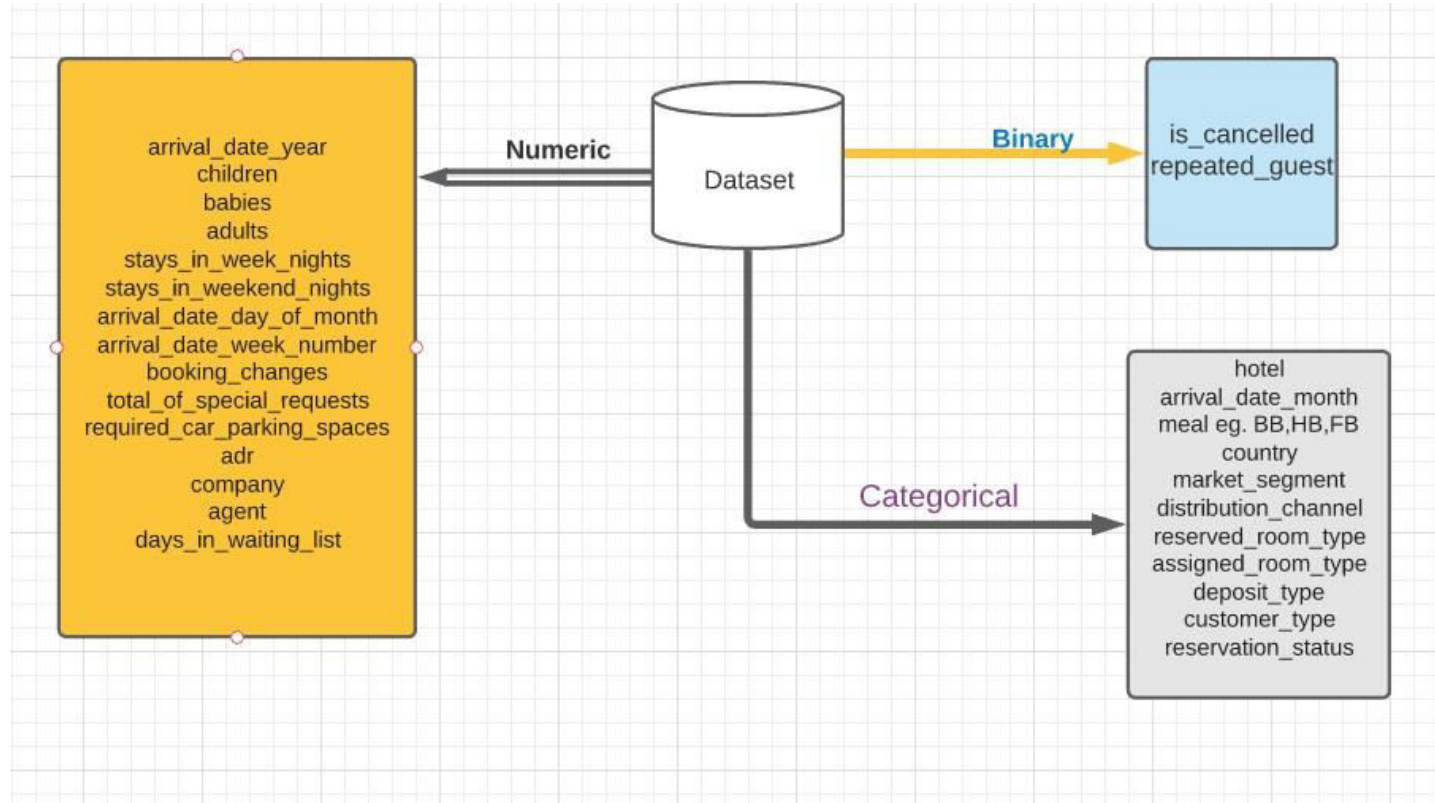 arrival_date_year
children
babies
adults
stays_in_week_nights
stays_in_weekend_nights
arrival_date_day_of_month
arrival_date_week_number
booking_changes
total_of_special_requests
required_car_parking_spaces
adr
company
agent
days_in_waiting_list
Numeric
Dataset
Binary
is_cancelled
repeated_guest
Categorical
hotel
arrival_date_month
meal eg. BB,HB,FB
country
market_segment
distribution_channel
reserved_room_type
assigned_room_type
deposit_type
customer_type
reservation_status